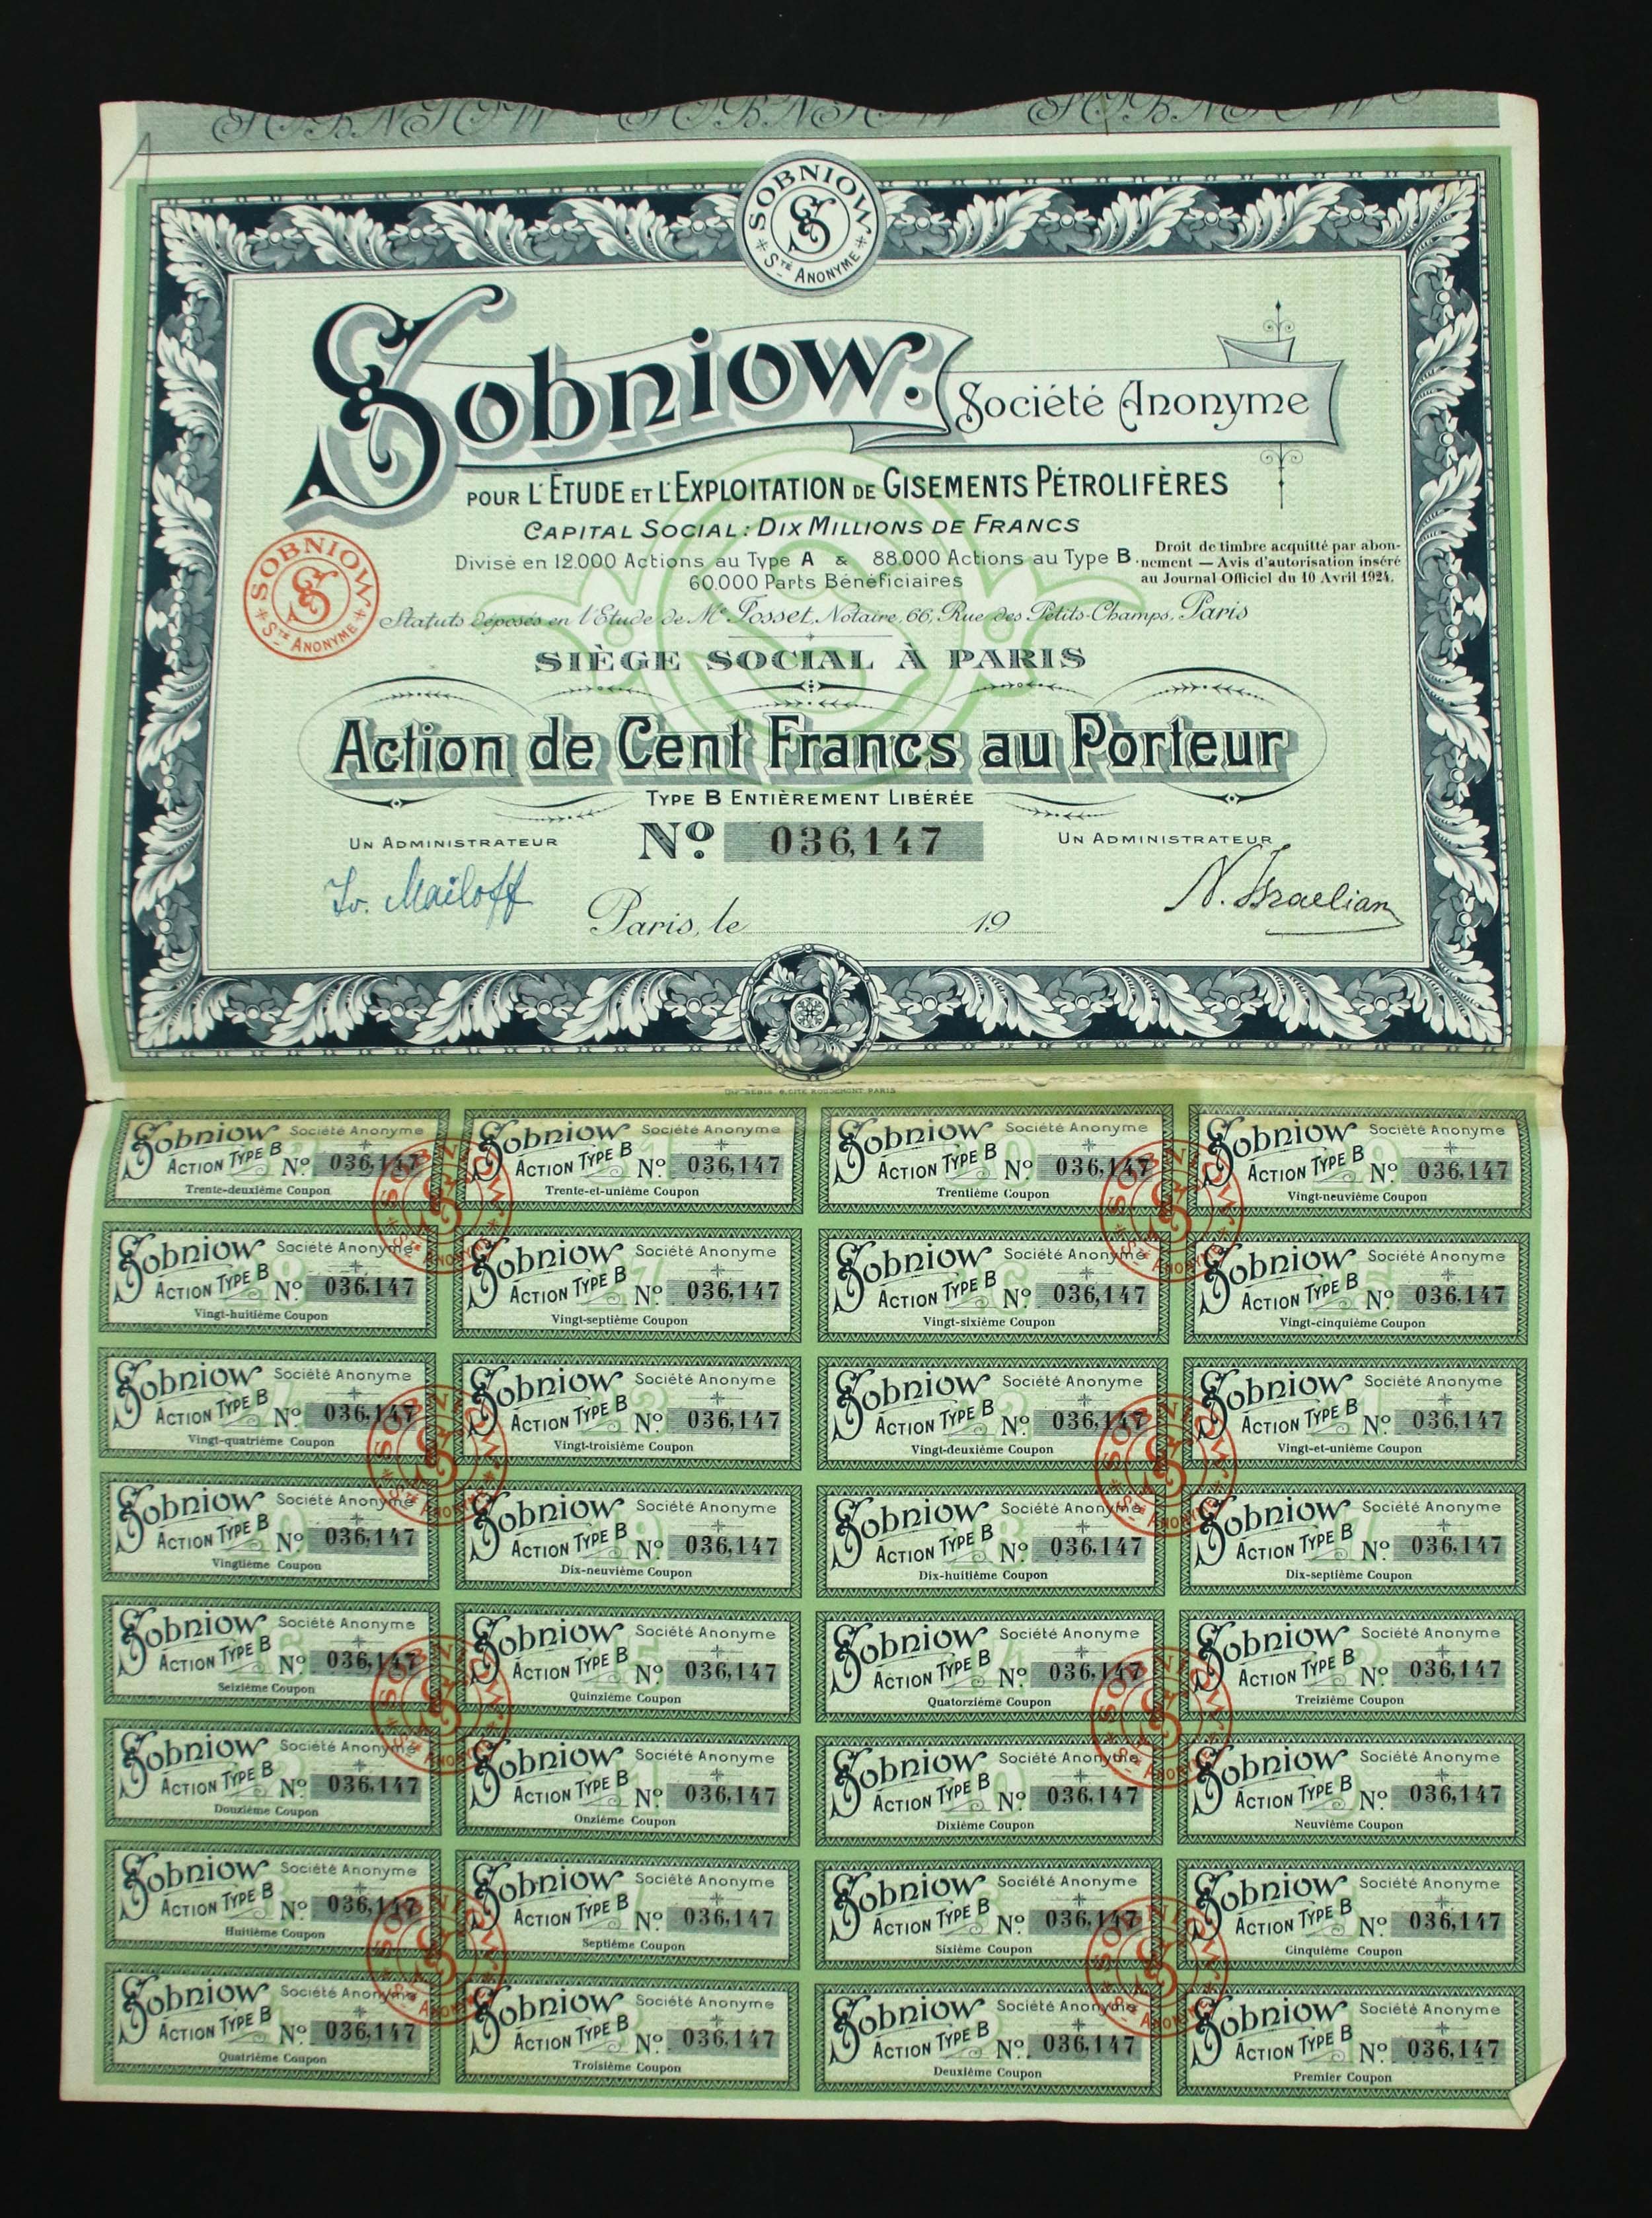 SOBNIOW SOBNIOW SOBNIOW
SOBNIOW
S
Sté ANONYME
Sobniow.
Société Anonyme
POUR L'ÉTUDE ET L'EXPLOITATION DE GISEMENTS PÉTROLIFÈRES
CAPITAL SOCIAL: DIX MILLIONS DE FRANCS
Divisé en 12.000 Actions au Type A & 88.000 Actions au Type B.
60.000 Parts Bénéficiaires
Droit de timbre acquitté par abon-
nement — Avis d'autorisation inséré
au Journal Officiel du 10 Avril 1924.
SOBNIOW
S
Sté ANONYME
Statuts déposés en l'Etude de Me Fosset, Notaire, 66, Rue des Petits-Champs, Paris
SIÈGE SOCIAL À PARIS
Action de Cent Francs au Porteur
TYPE B ENTIÈREMENT LIBÉRÉE
UN ADMINISTRATEUR
No 036,147
UN ADMINISTRATEUR
Iv. Mailoff
N. Israelian
Paris, le 19
PARIS
Sobniow Société Anonyme
ACTION TYPE B No 036,147
Trente-deuxième Coupon
Sobniow Société Anonyme
ACTION TYPE B No 036,147
Trente-et-unième Coupon
Sobniow Société Anonyme
ACTION TYPE B No 036,147
Trentième Coupon
Sobniow Société Anonyme
ACTION TYPE B No 036,147
Vingt-neuvième Coupon
Sobniow Société Anonyme
ACTION TYPE B No 036,147
Vingt-huitième Coupon
Sobniow Société Anonyme
ACTION TYPE B No 036,147
Vingt-septième Coupon
Sobniow Société Anonyme
ACTION TYPE B No 036,147
Vingt-sixième Coupon
Sobniow Société Anonyme
ACTION TYPE B No 036,147
Vingt-cinquième Coupon
Sobniow Société Anonyme
ACTION TYPE B No 036,147
Vingt-quatrième Coupon
Sobniow Société Anonyme
ACTION TYPE B No 036,147
Vingt-troisième Coupon
Sobniow Société Anonyme
ACTION TYPE B No 036,147
Vingt-deuxième Coupon
Sobniow Société Anonyme
ACTION TYPE B No 036,147
Vingt-et-unième Coupon
Sobniow Société Anonyme
ACTION TYPE B No 036,147
Vingtième Coupon
Sobniow Société Anonyme
ACTION TYPE B No 036,147
Dix-neuvième Coupon
Sobniow Société Anonyme
ACTION TYPE B No 036,147
Dix-huitième Coupon
Sobniow Société Anonyme
ACTION TYPE B No 036,147
Dix-septième Coupon
Sobniow Société Anonyme
ACTION TYPE B No 036,147
Seizième Coupon
Sobniow Société Anonyme
ACTION TYPE B No 036,147
Quinzième Coupon
Sobniow Société Anonyme
ACTION TYPE B No 036,147
Quatorzième Coupon
Sobniow Société Anonyme
ACTION TYPE B No 036,147
Treizième Coupon
Sobniow Société Anonyme
ACTION TYPE B No 036,147
Douzième Coupon
Sobniow Société Anonyme
ACTION TYPE B No 036,147
Onzième Coupon
Sobniow Société Anonyme
ACTION TYPE B No 036,147
Dixième Coupon
Sobniow Société Anonyme
ACTION TYPE B No 036,147
Neuvième Coupon
Sobniow Société Anonyme
ACTION TYPE B No 036,147
Huitième Coupon
Sobniow Société Anonyme
ACTION TYPE B No 036,147
Septième Coupon
Sobniow Société Anonyme
ACTION TYPE B No 036,147
Sixième Coupon
Sobniow Société Anonyme
ACTION TYPE B No 036,147
Cinquième Coupon
Sobniow Société Anonyme
ACTION TYPE B No 036,147
Quatrième Coupon
Sobniow Société Anonyme
ACTION TYPE B No 036,147
Troisième Coupon
Sobniow Société Anonyme
ACTION TYPE B No 036,147
Deuxième Coupon
Sobniow Société Anonyme
ACTION TYPE B No 036,147
Premier Coupon